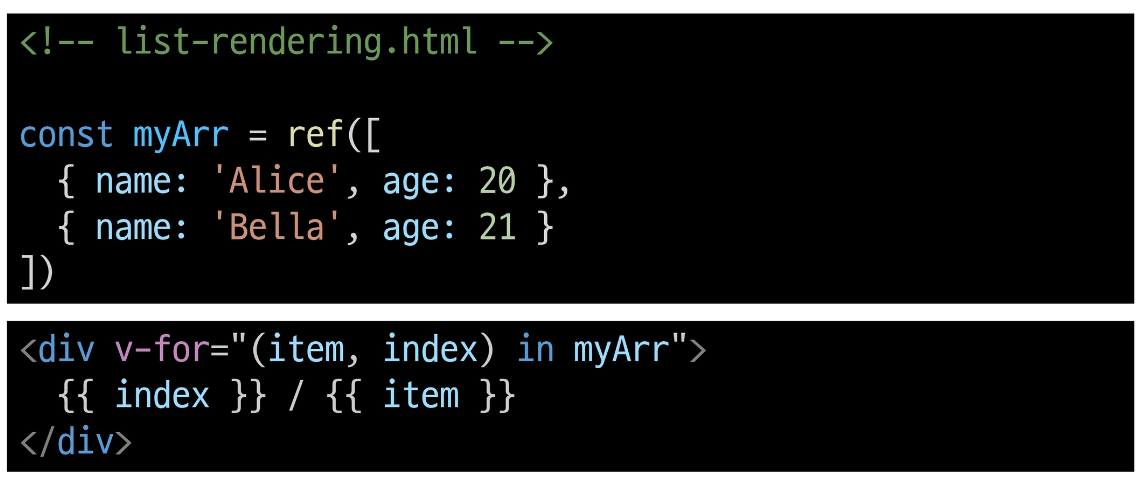 <!-- list-rendering.html -->
const myArr = ref([
  { name: 'Alice', age: 20 },
  { name: 'Bella', age: 21 }
])
<div v-for="(item, index) in myArr">
  {{ index }} / {{ item }}
</div>